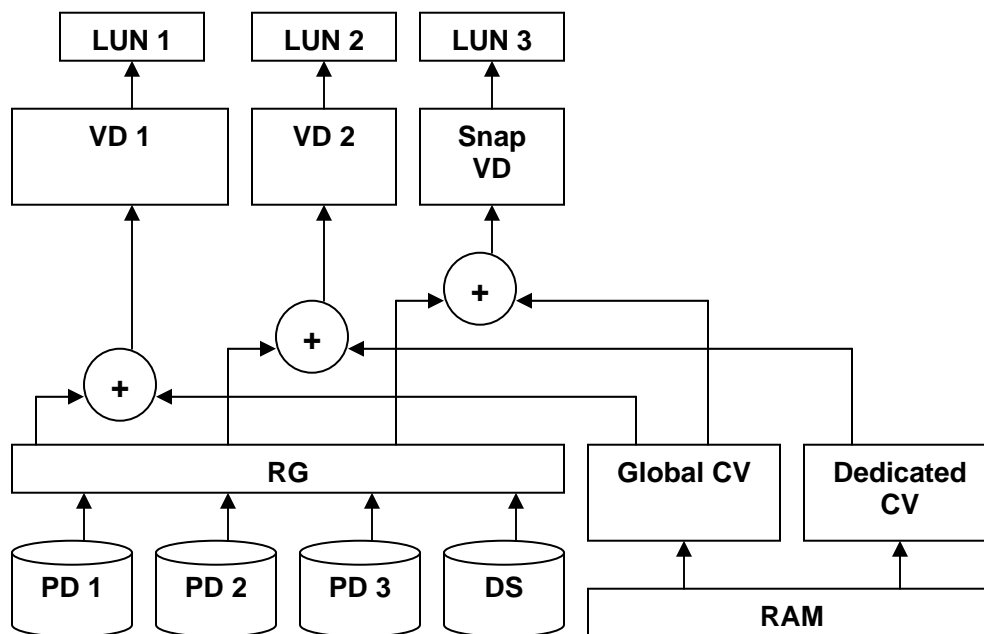 LUN 1
LUN 2
LUN 3
VD 1
VD 2
Snap
VD
+
+
+
RG
Global CV
Dedicated
CV
PD 1
PD 2
PD 3
DS
RAM